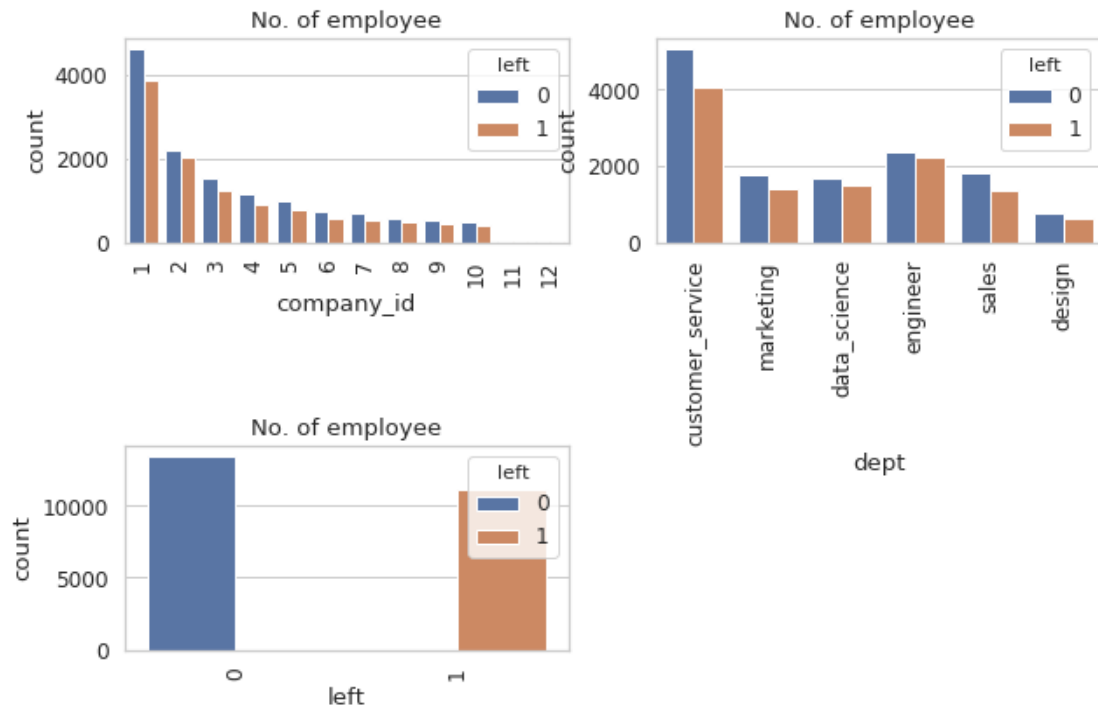 No. of employee
count
4000
2000
0
left
0
1
1
2
3
4
5
6
7
8
9
10
11
12
company_id
No. of employee
count
4000
2000
0
left
0
1
customer_service
marketing
data_science
engineer
sales
design
dept
No. of employee
count
10000
5000
0
left
0
1
0
1
left